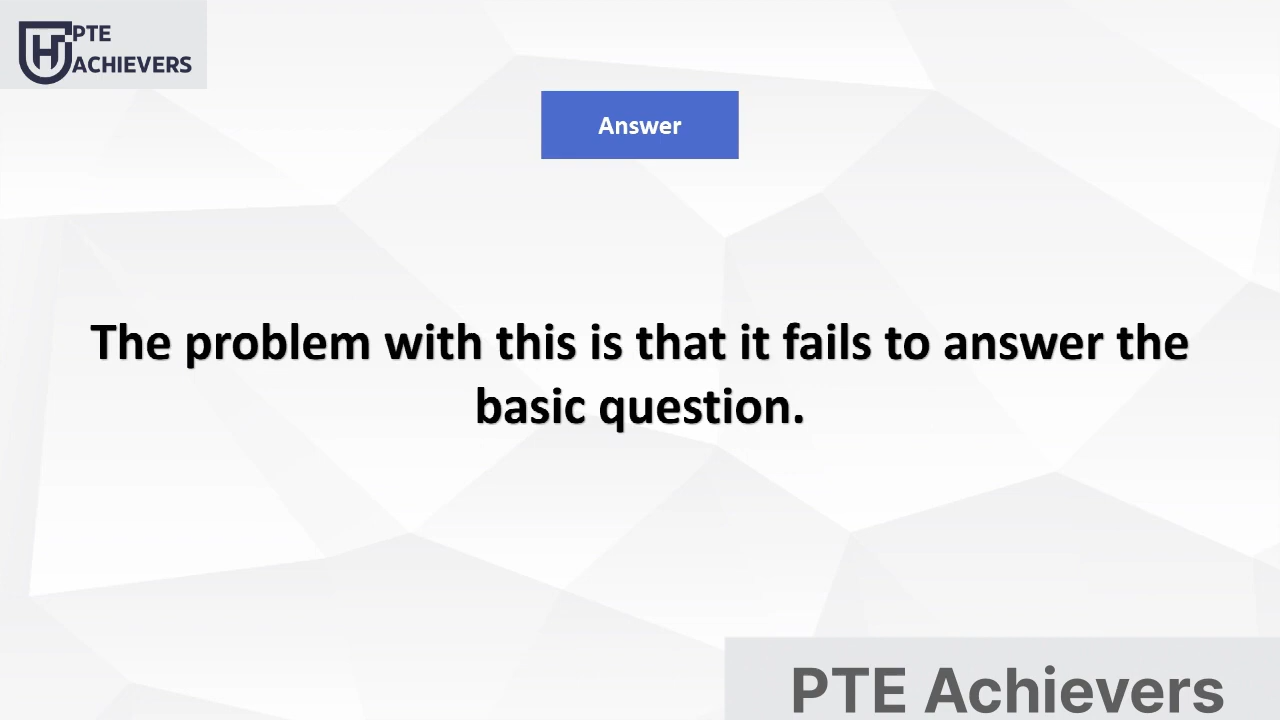 PTE
ACHIEVERS
Answer
The problem with this is that it fails to answer the
basic question.
PTE Achievers